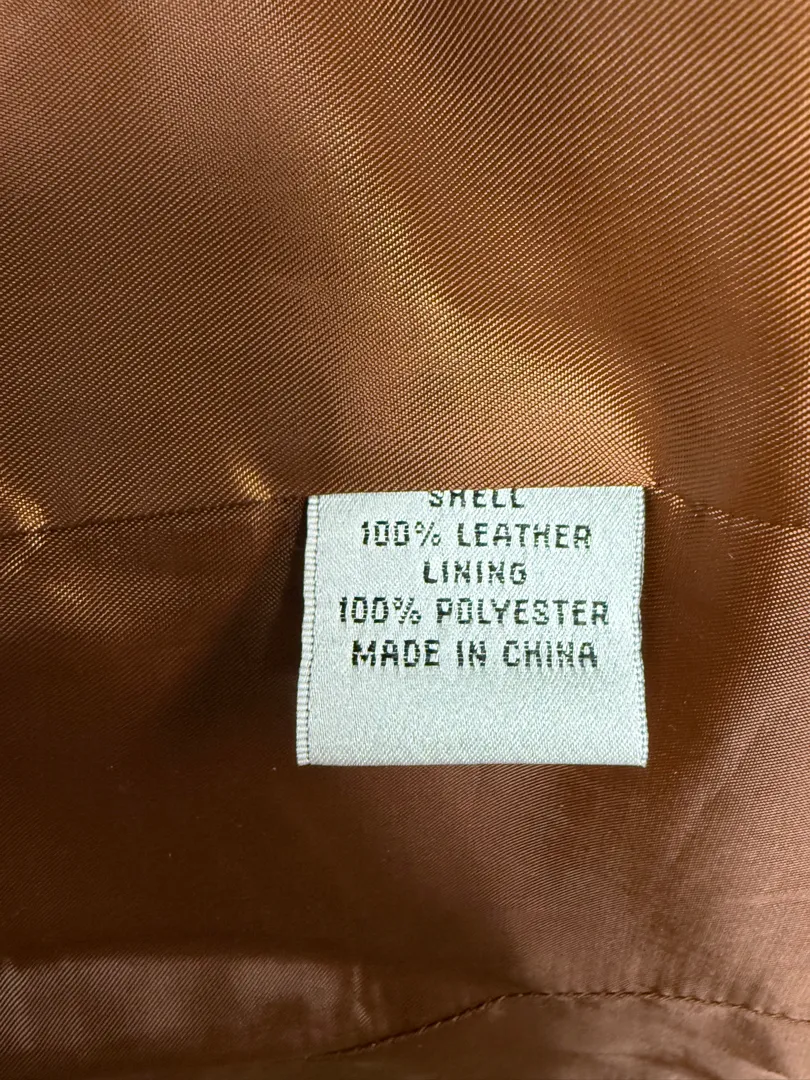 SHELL
100% LEATHER
LINING
100% POLYESTER
MADE IN CHINA